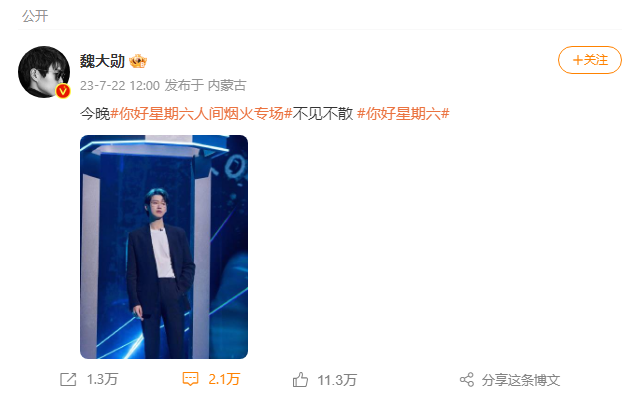 公开
魏大勋
+关注
23-7-22 12:00 发布于 内蒙古
今晚#你好星期六人间烟火专场#不见不散 #你好星期六#
1.3万 2.1万 11.3万 分享这条博文